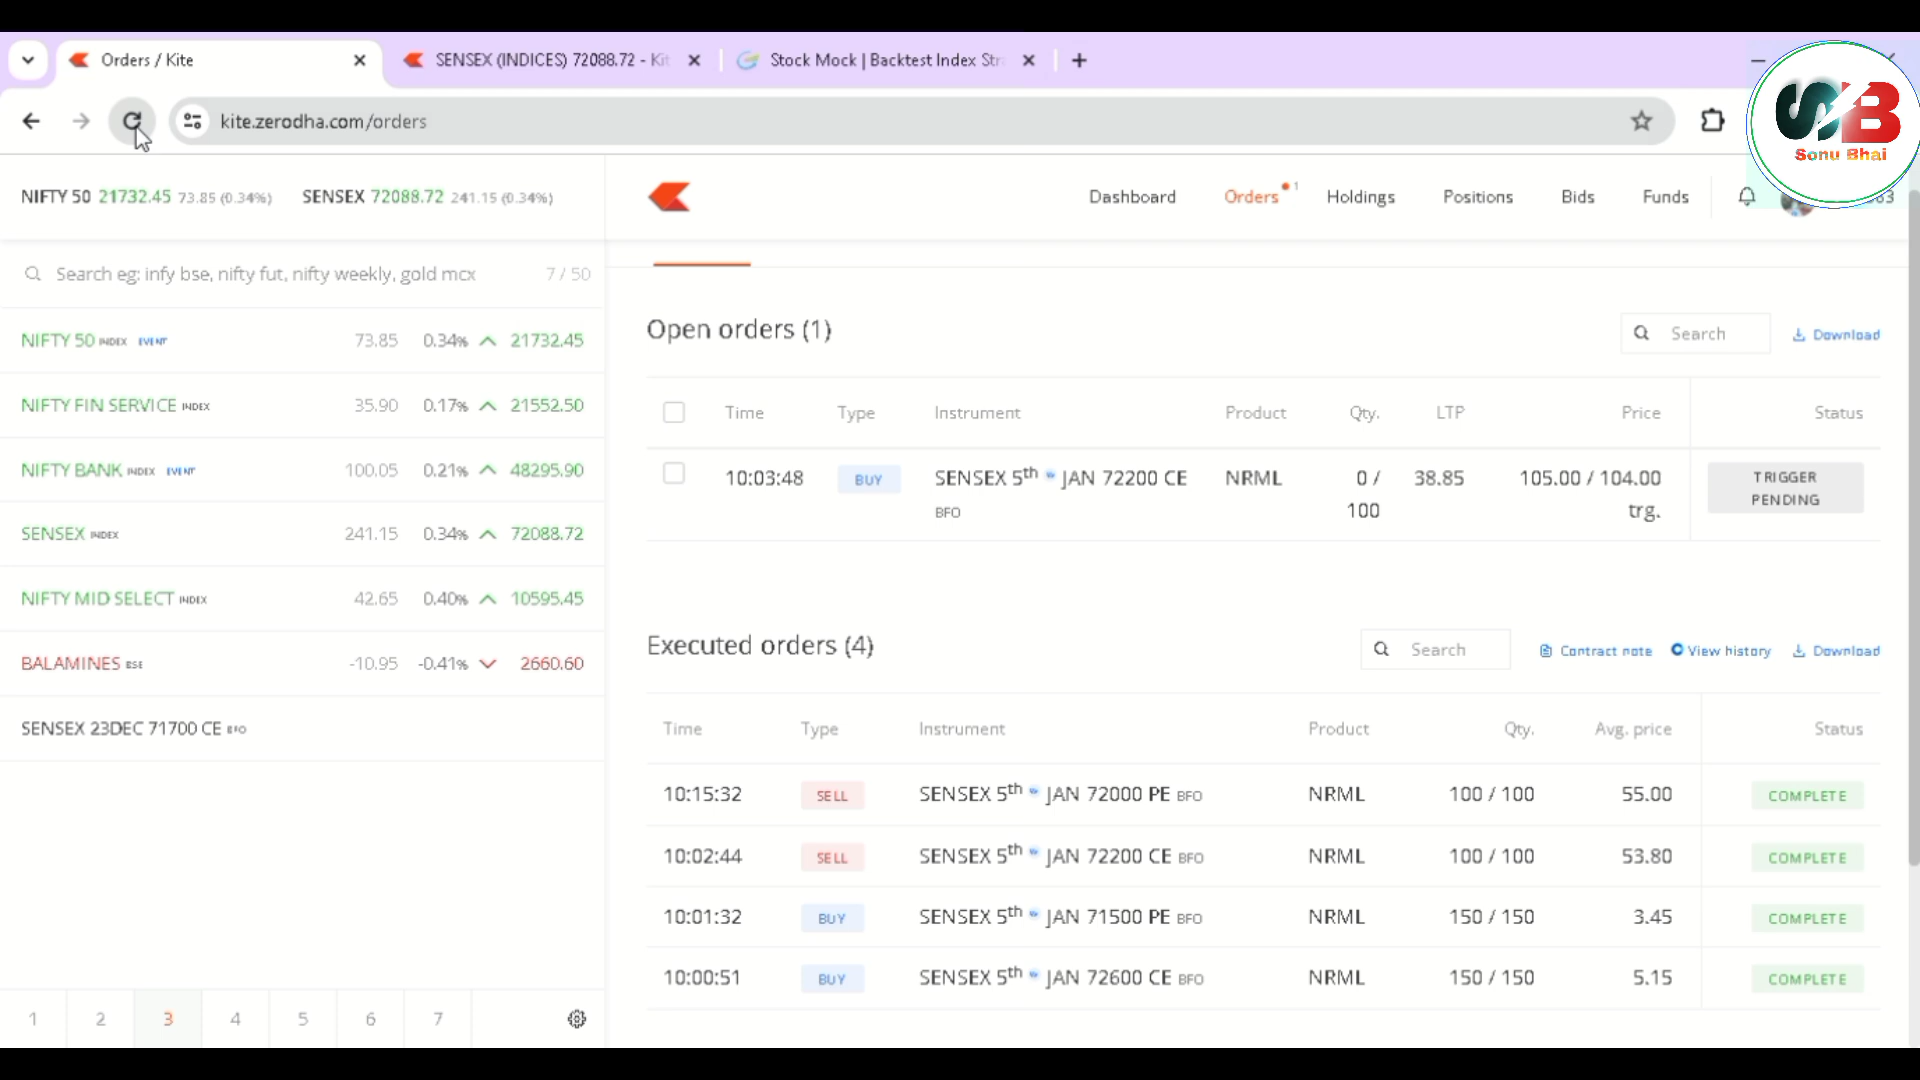 Orders / Kite
SENSEX (INDICES) 72088.72 - Kit
Stock Mock | Backtest Index Str
kite.zerodha.com/orders
SB
Sonu Bhai
NIFTY 50 21732.45 73.85 (0.34%) SENSEX 72088.72 241.15 (0.34%)
Dashboard Orders 1 Holdings Positions Bids Funds
Search eg: infy bse, nifty fut, nifty weekly, gold mcx 7 / 50
NIFTY 50 INDEX EVENT 73.85 0.34% 21732.45
NIFTY FIN SERVICE INDEX 35.90 0.17% 21552.50
NIFTY BANK INDEX EVENT 100.05 0.21% 48295.90
SENSEX INDEX 241.15 0.34% 72088.72
NIFTY MID SELECT INDEX 42.65 0.40% 10595.45
BALAMINES BSE -10.95 -0.41% 2660.60
SENSEX 23DEC 71700 CE BFO
1 2 3 4 5 6 7
Open orders (1) Search Download
Time Type Instrument Product Qty. LTP Price Status
10:03:48 BUY SENSEX 5th w JAN 72200 CE BFO NRML 0 / 100 38.85 105.00 / 104.00 trg. TRIGGER PENDING
Executed orders (4) Search Contract note View history Download
Time Type Instrument Product Qty. Avg. price Status
10:15:32 SELL SENSEX 5th w JAN 72000 PE BFO NRML 100 / 100 55.00 COMPLETE
10:02:44 SELL SENSEX 5th w JAN 72200 CE BFO NRML 100 / 100 53.80 COMPLETE
10:01:32 BUY SENSEX 5th w JAN 71500 PE BFO NRML 150 / 150 3.45 COMPLETE
10:00:51 BUY SENSEX 5th w JAN 72600 CE BFO NRML 150 / 150 5.15 COMPLETE